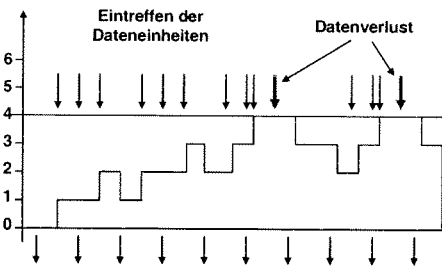 Eintreffen der
Dateneinheiten
Datenverlust
6
5
4
3
2
1
0